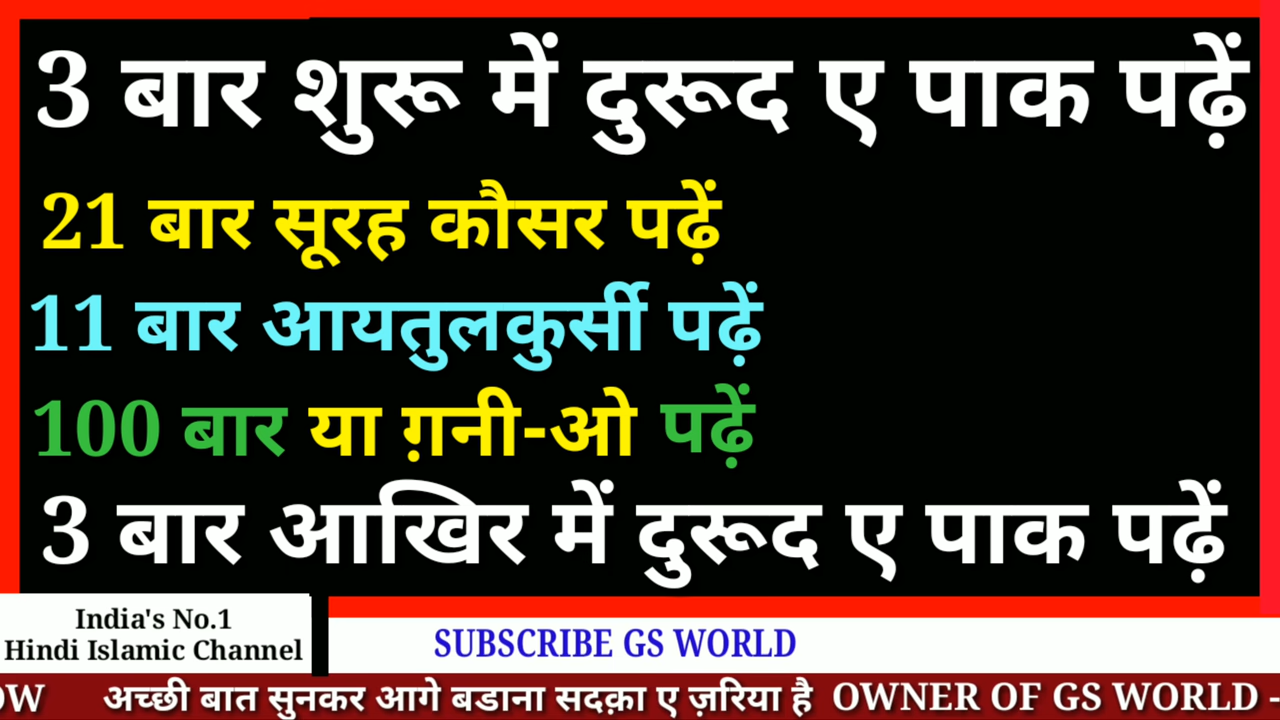 3 बार शुरू में दुरूद ए पाक पढ़ें
21 बार सूरह कौसर पढ़ें
11 बार आयतुलकुर्सी पढ़ें
100 बार या ग़नी-ओ पढ़ें
3 बार आखिर में दुरूद ए पाक पढ़ें
India's No.1
Hindi Islamic Channel
SUBSCRIBE GS WORLD
OW अच्छी बात सुनकर आगे बडाना सदक़ा ए ज़रिया है OWNER OF GS WORLD -